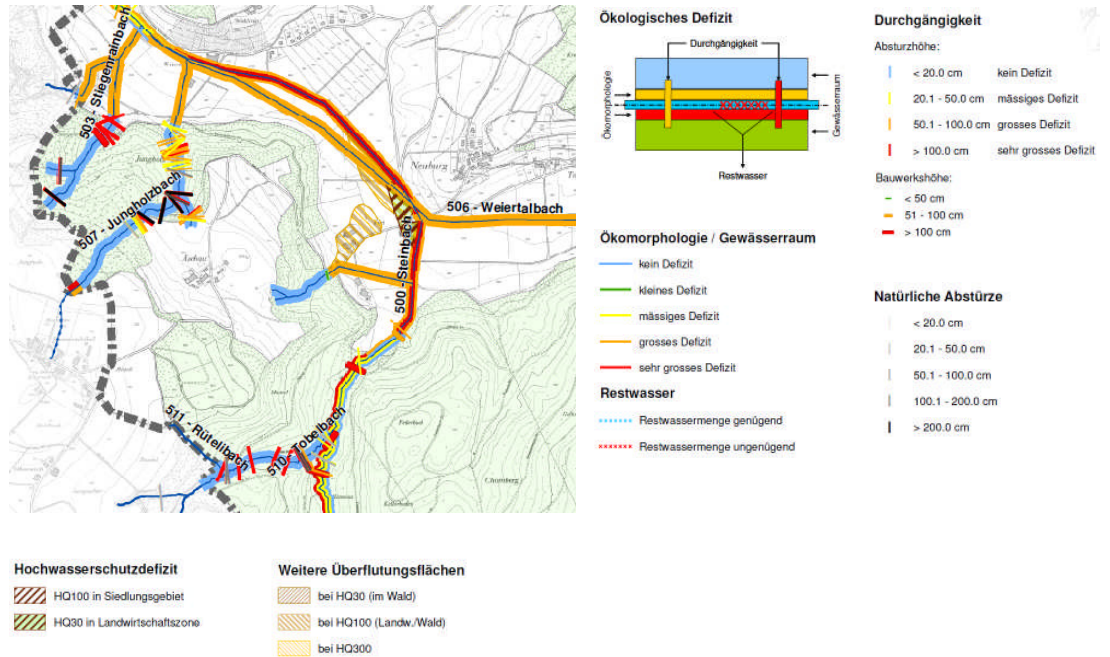 503 - Stiegenrainbach
507 - Jungholzbach
Neuburg
506 - Weiertalbach
500 - Steinbach
Aschau
511 - Rütelibach
510 - Tobelbach
Chomberg
Ökologisches Defizit
Durchgängigkeit
Ökomorphologie
Gewässerraum
Restwasser
Ökomorphologie / Gewässerraum
kein Defizit
kleines Defizit
mässiges Defizit
grosses Defizit
sehr grosses Defizit
Restwasser
Restwassermenge genügend
Restwassermenge ungenügend
Durchgängigkeit
Absturzhöhe:
< 20.0 cm kein Defizit
20.1 - 50.0 cm mässiges Defizit
50.1 - 100.0 cm grosses Defizit
> 100.0 cm sehr grosses Defizit
Bauwerkshöhe:
< 50 cm
51 - 100 cm
> 100 cm
Natürliche Abstürze
< 20.0 cm
20.1 - 50.0 cm
50.1 - 100.0 cm
100.1 - 200.0 cm
> 200.0 cm
Hochwasserschutzdefizit
HQ100 in Siedlungsgebiet
HQ30 in Landwirtschaftszone
Weitere Überflutungsflächen
bei HQ30 (im Wald)
bei HQ100 (Landw./Wald)
bei HQ300